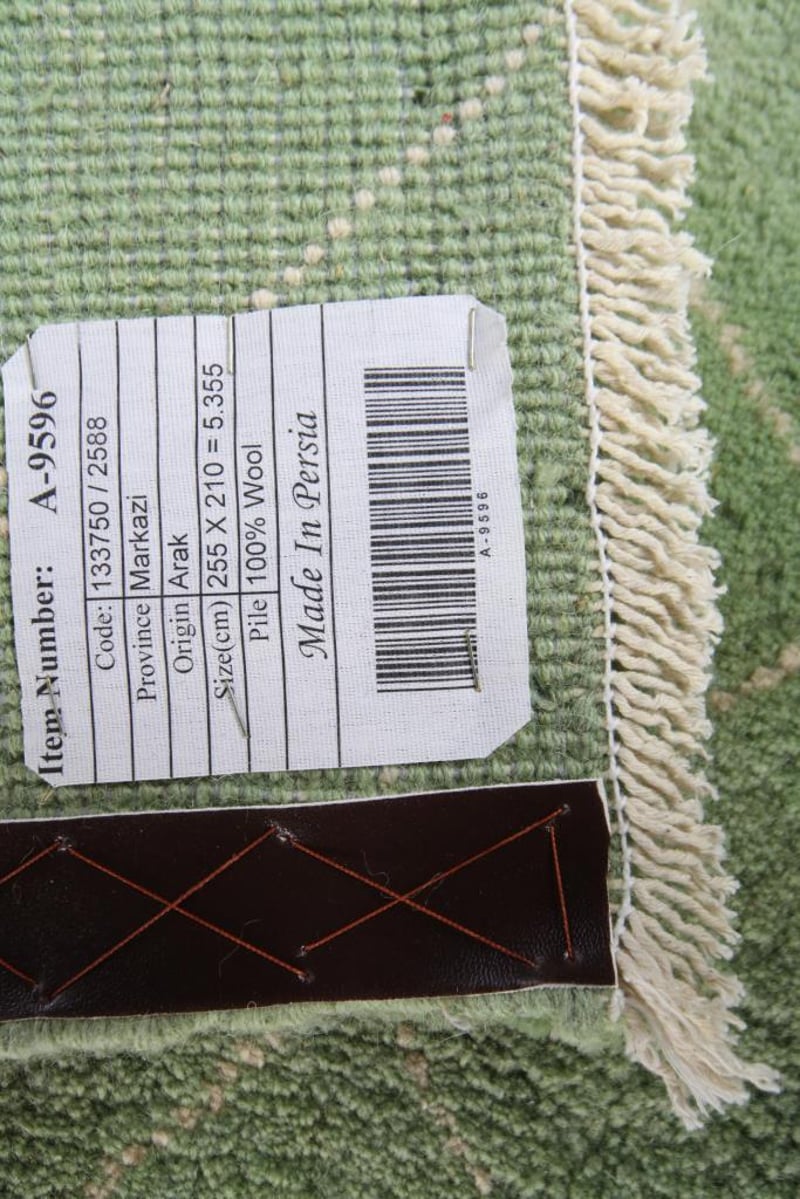 Item Number: A-9596
Code: 133750 / 2588
Province Markazi
Origin Arak
Size(cm) 255 X 210 = 5.355
Pile 100% Wool
Made In Persia
A-9596